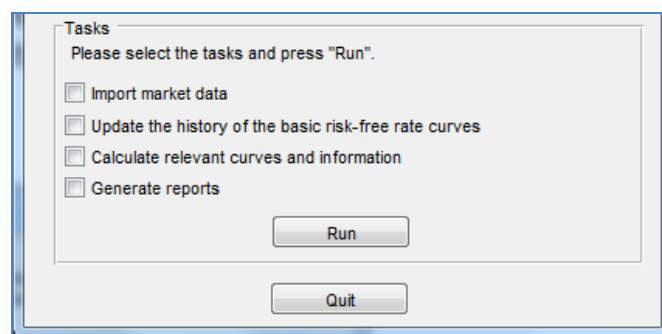 Tasks
Please select the tasks and press "Run".
Import market data
Update the history of the basic risk-free rate curves
Calculate relevant curves and information
Generate reports
Run
Quit